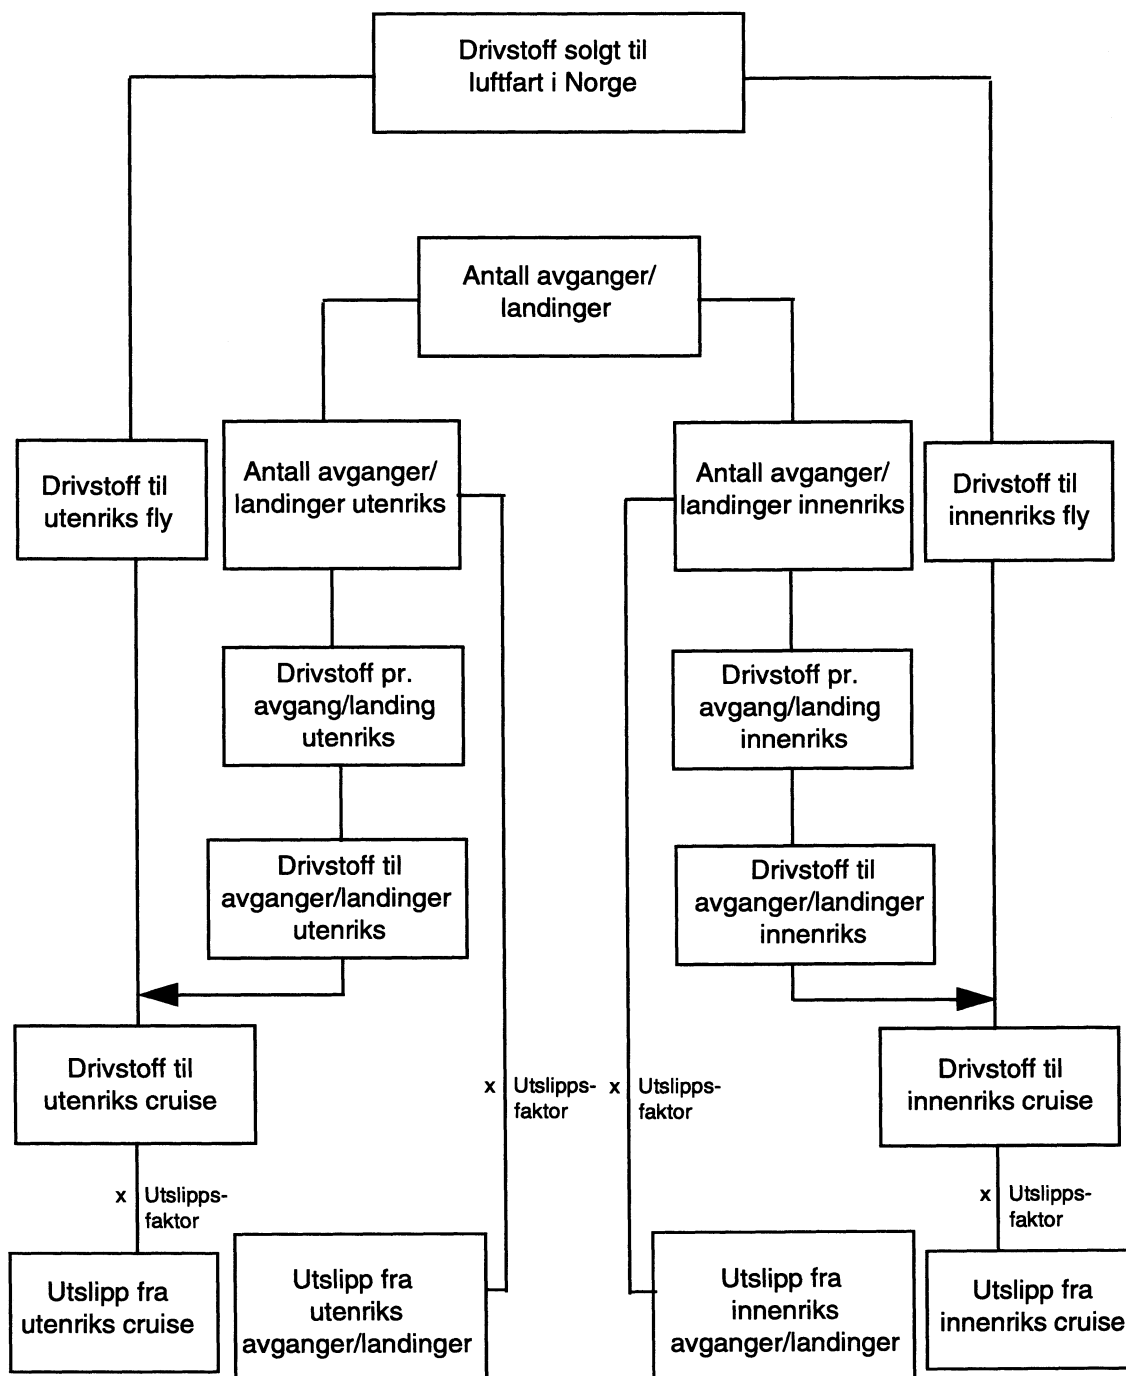 Drivstoff solgt til
luftfart i Norge
Antall avganger/
landinger
Drivstoff til
utenriks fly
Antall avganger/
landinger utenriks
Antall avganger/
landinger innenriks
Drivstoff til
innenriks fly
Drivstoff pr.
avgang/landing
utenriks
Drivstoff pr.
avgang/landing
innenriks
Drivstoff til
avganger/landinger
utenriks
Drivstoff til
avganger/landinger
innenriks
Drivstoff til
utenriks cruise
x Utslipps-
faktor
x Utslipps-
faktor
Drivstoff til
innenriks cruise
x Utslipps-
faktor
x Utslipps-
faktor
Utslipp fra
utenriks cruise
Utslipp fra
utenriks
avganger/landinger
Utslipp fra
innenriks
avganger/landinger
Utslipp fra
innenriks cruise